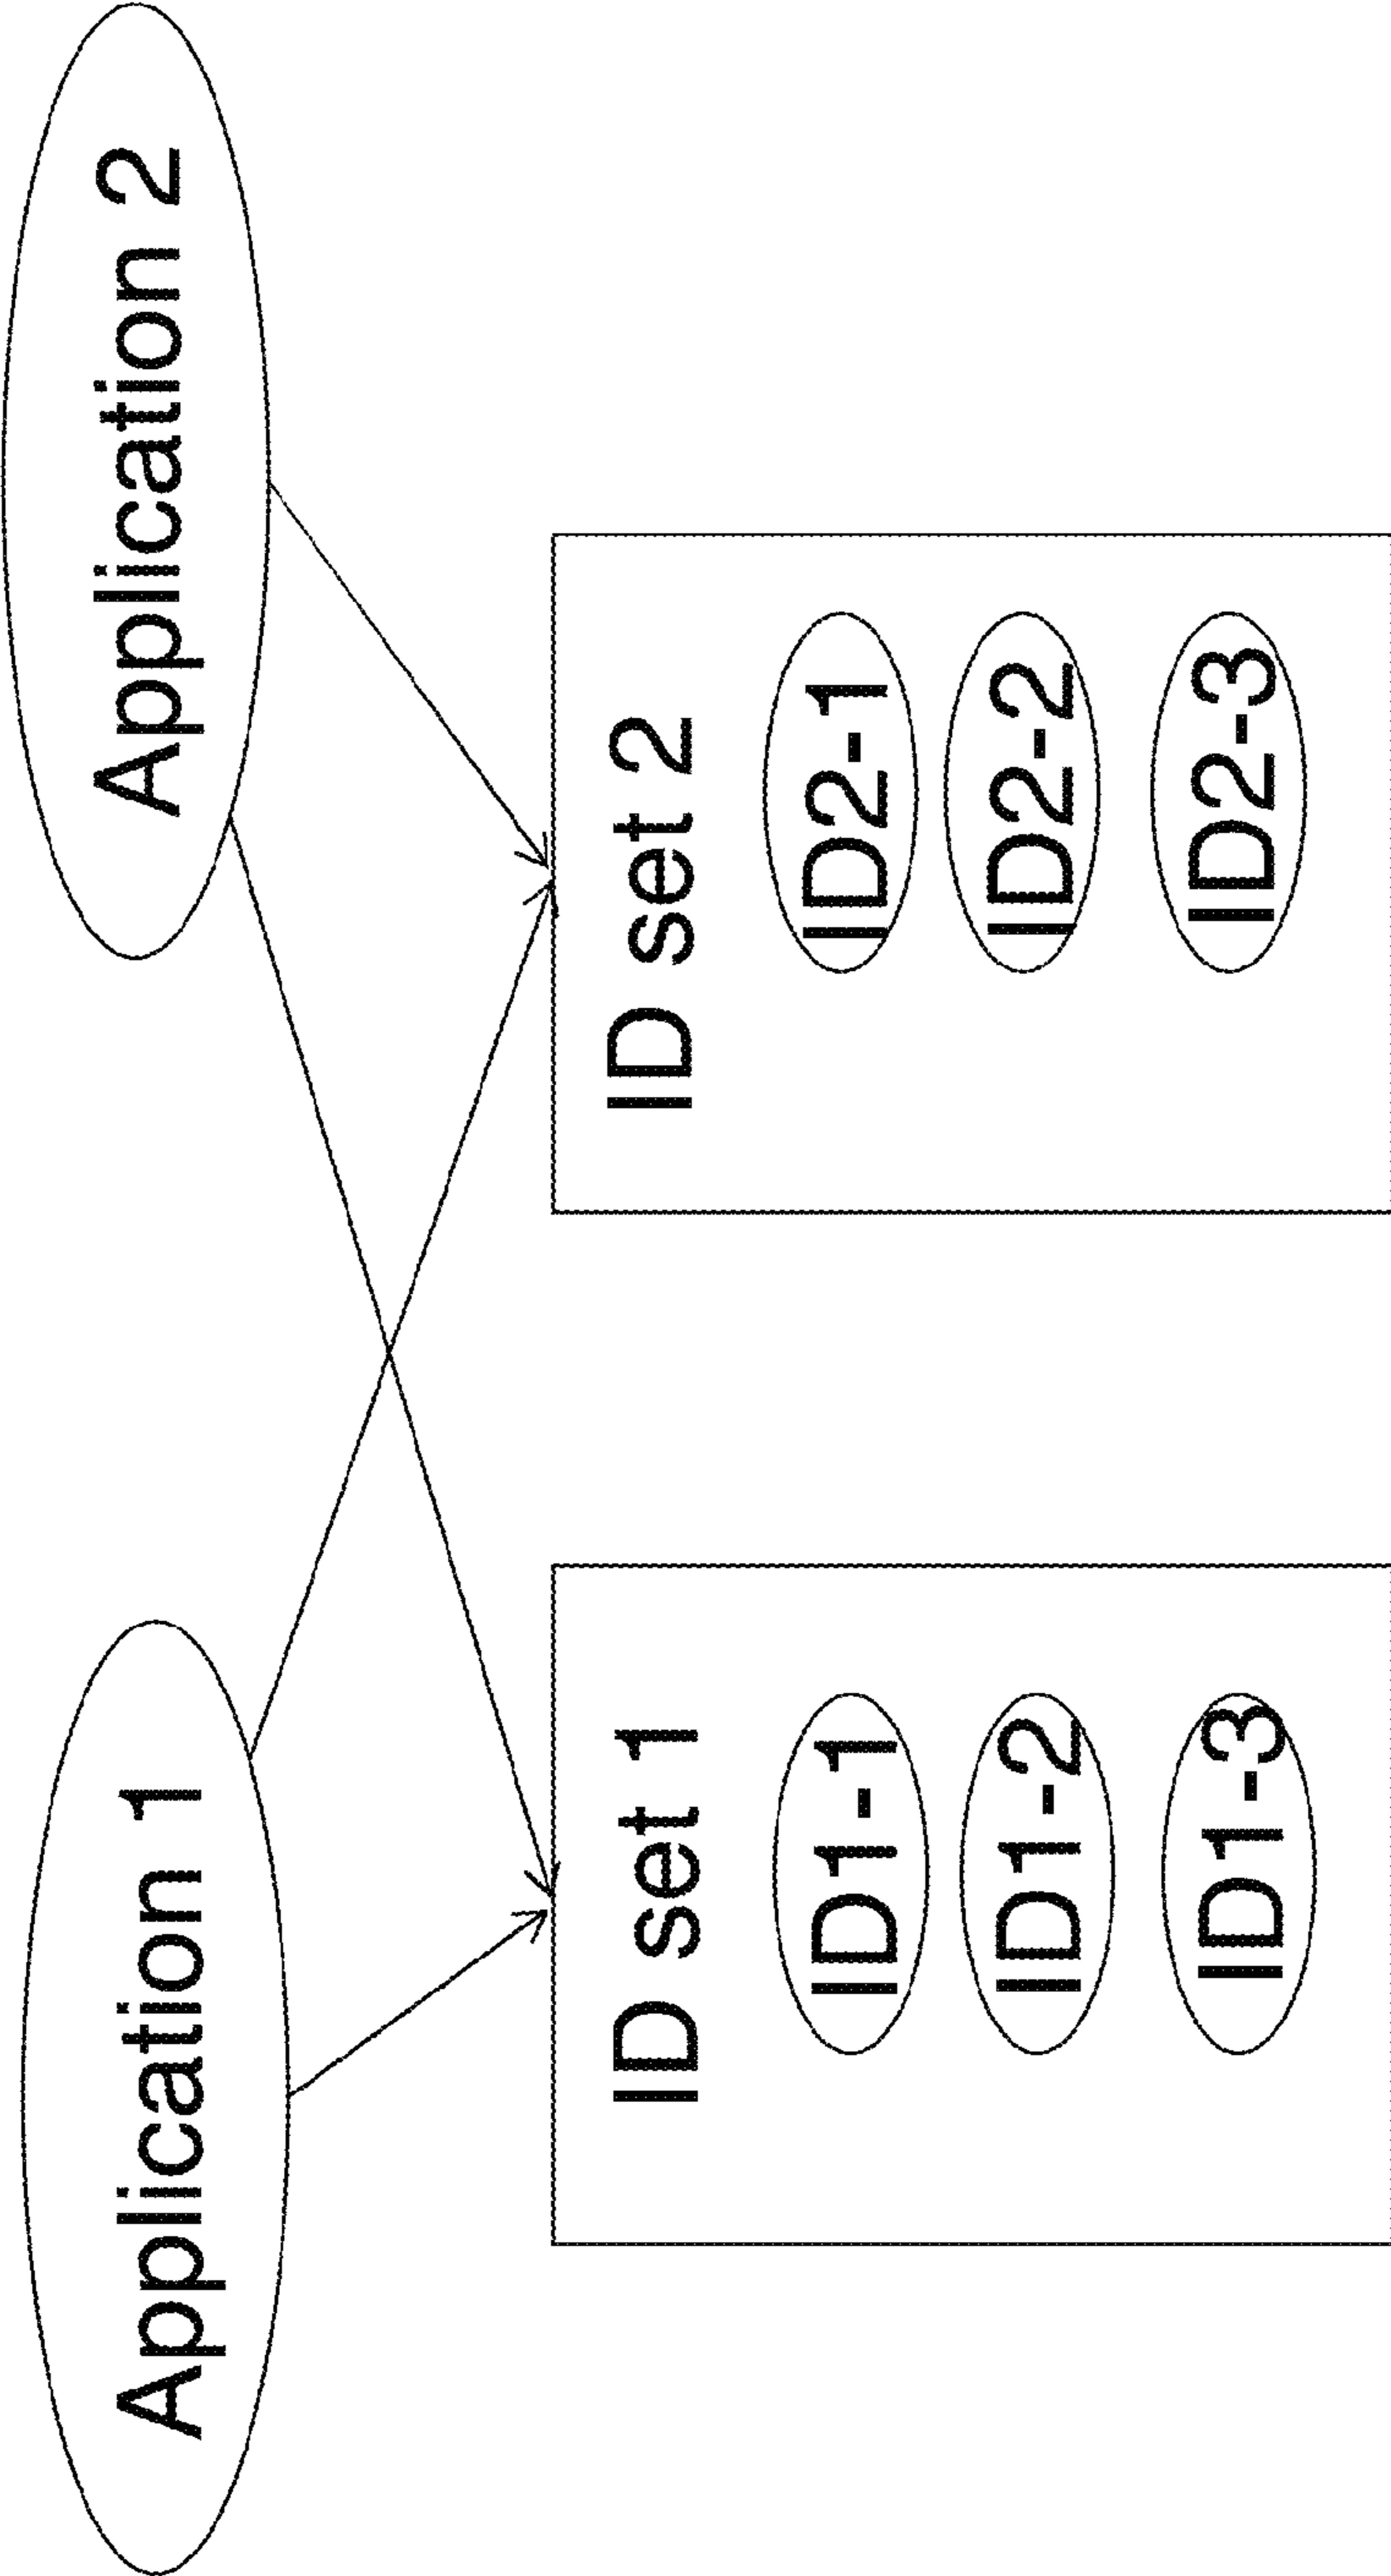 Application 1
Application 2
ID set 1
ID1-1
ID1-2
ID1-3
ID set 2
ID2-1
ID2-2
ID2-3